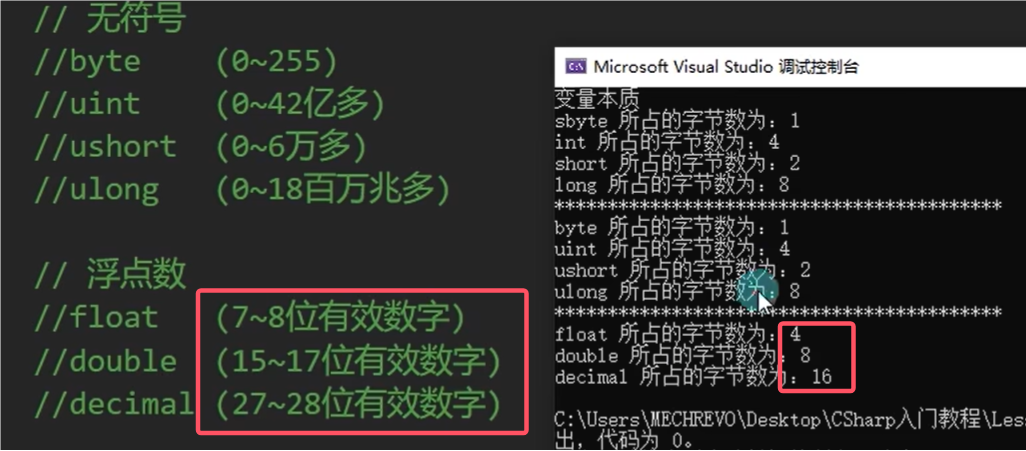 // 无符号
//byte (0~255)
//uint (0~42亿多)
//ushort (0~6万多)
//ulong (0~18百万兆多)
// 浮点数
//float (7~8位有效数字)
//double (15~17位有效数字)
//decimal (27~28位有效数字)
Microsoft Visual Studio 调试控制台
变量本质
sbyte 所占的字节数为: 1
int 所占的字节数为: 4
short 所占的字节数为: 2
long 所占的字节数为: 8
******************************************
byte 所占的字节数为: 1
uint 所占的字节数为: 4
ushort 所占的字节数为: 2
ulong 所占的字节数为: 8
******************************************
float 所占的字节数为: 4
double 所占的字节数为: 8
decimal 所占的字节数为: 16
C:\Users\MECHREVO\Desktop\CSharp入门教程\Les
出，代码为 0。